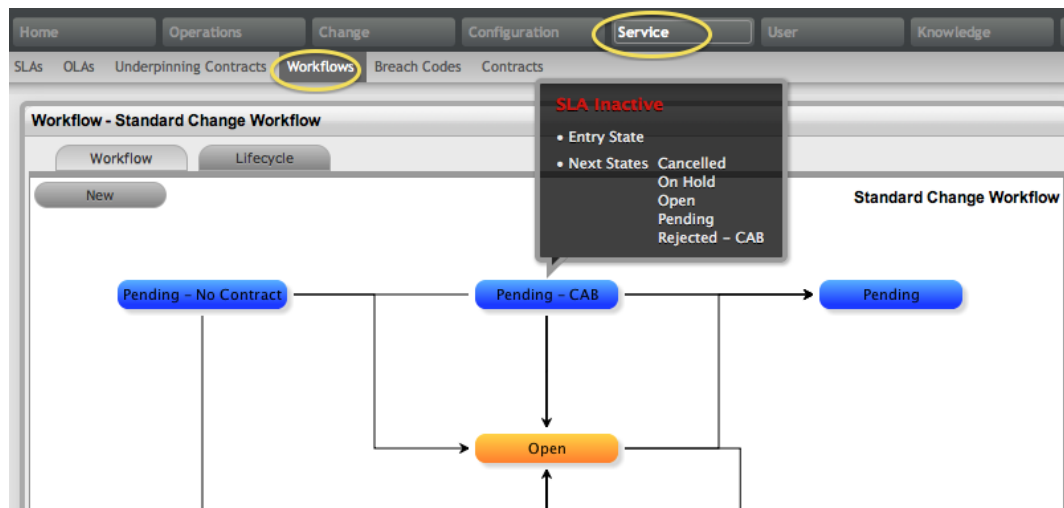 Home Operations Change Configuration Service User Knowledge
SLAs OLAs Underpinning Contracts Workflows Breach Codes Contracts
Workflow - Standard Change Workflow
Workflow Lifecycle
New
Standard Change Workflow
SLA Inactive
• Entry State
• Next States Cancelled
On Hold
Open
Pending
Rejected - CAB
Pending - No Contract Pending - CAB Pending
Open